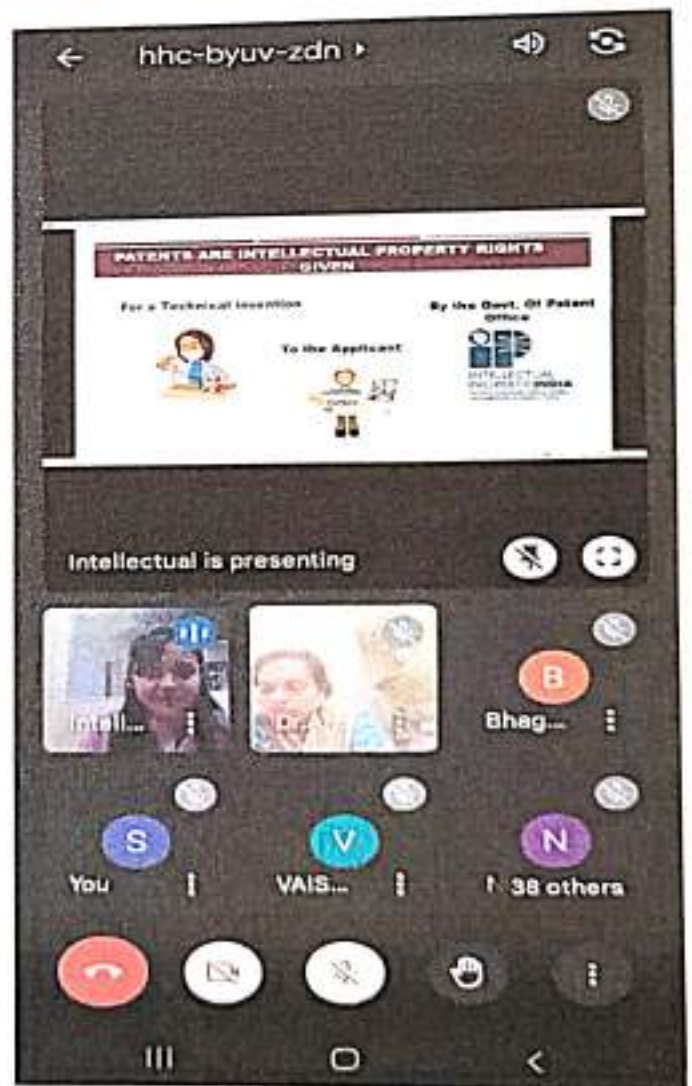 hhc-byuv-zdn
PATENTS ARE INTELLECTUAL PROPERTY RIGHTS
GIVEN
For a Technical Invention
By the Govt. Of Patent
Office
To the Applicant
INTELLECTUAL
PROPERTY INDIA
Intellectual is presenting
Intell...
B
Bhag...
S
V
N
You
VAIS...
38 others